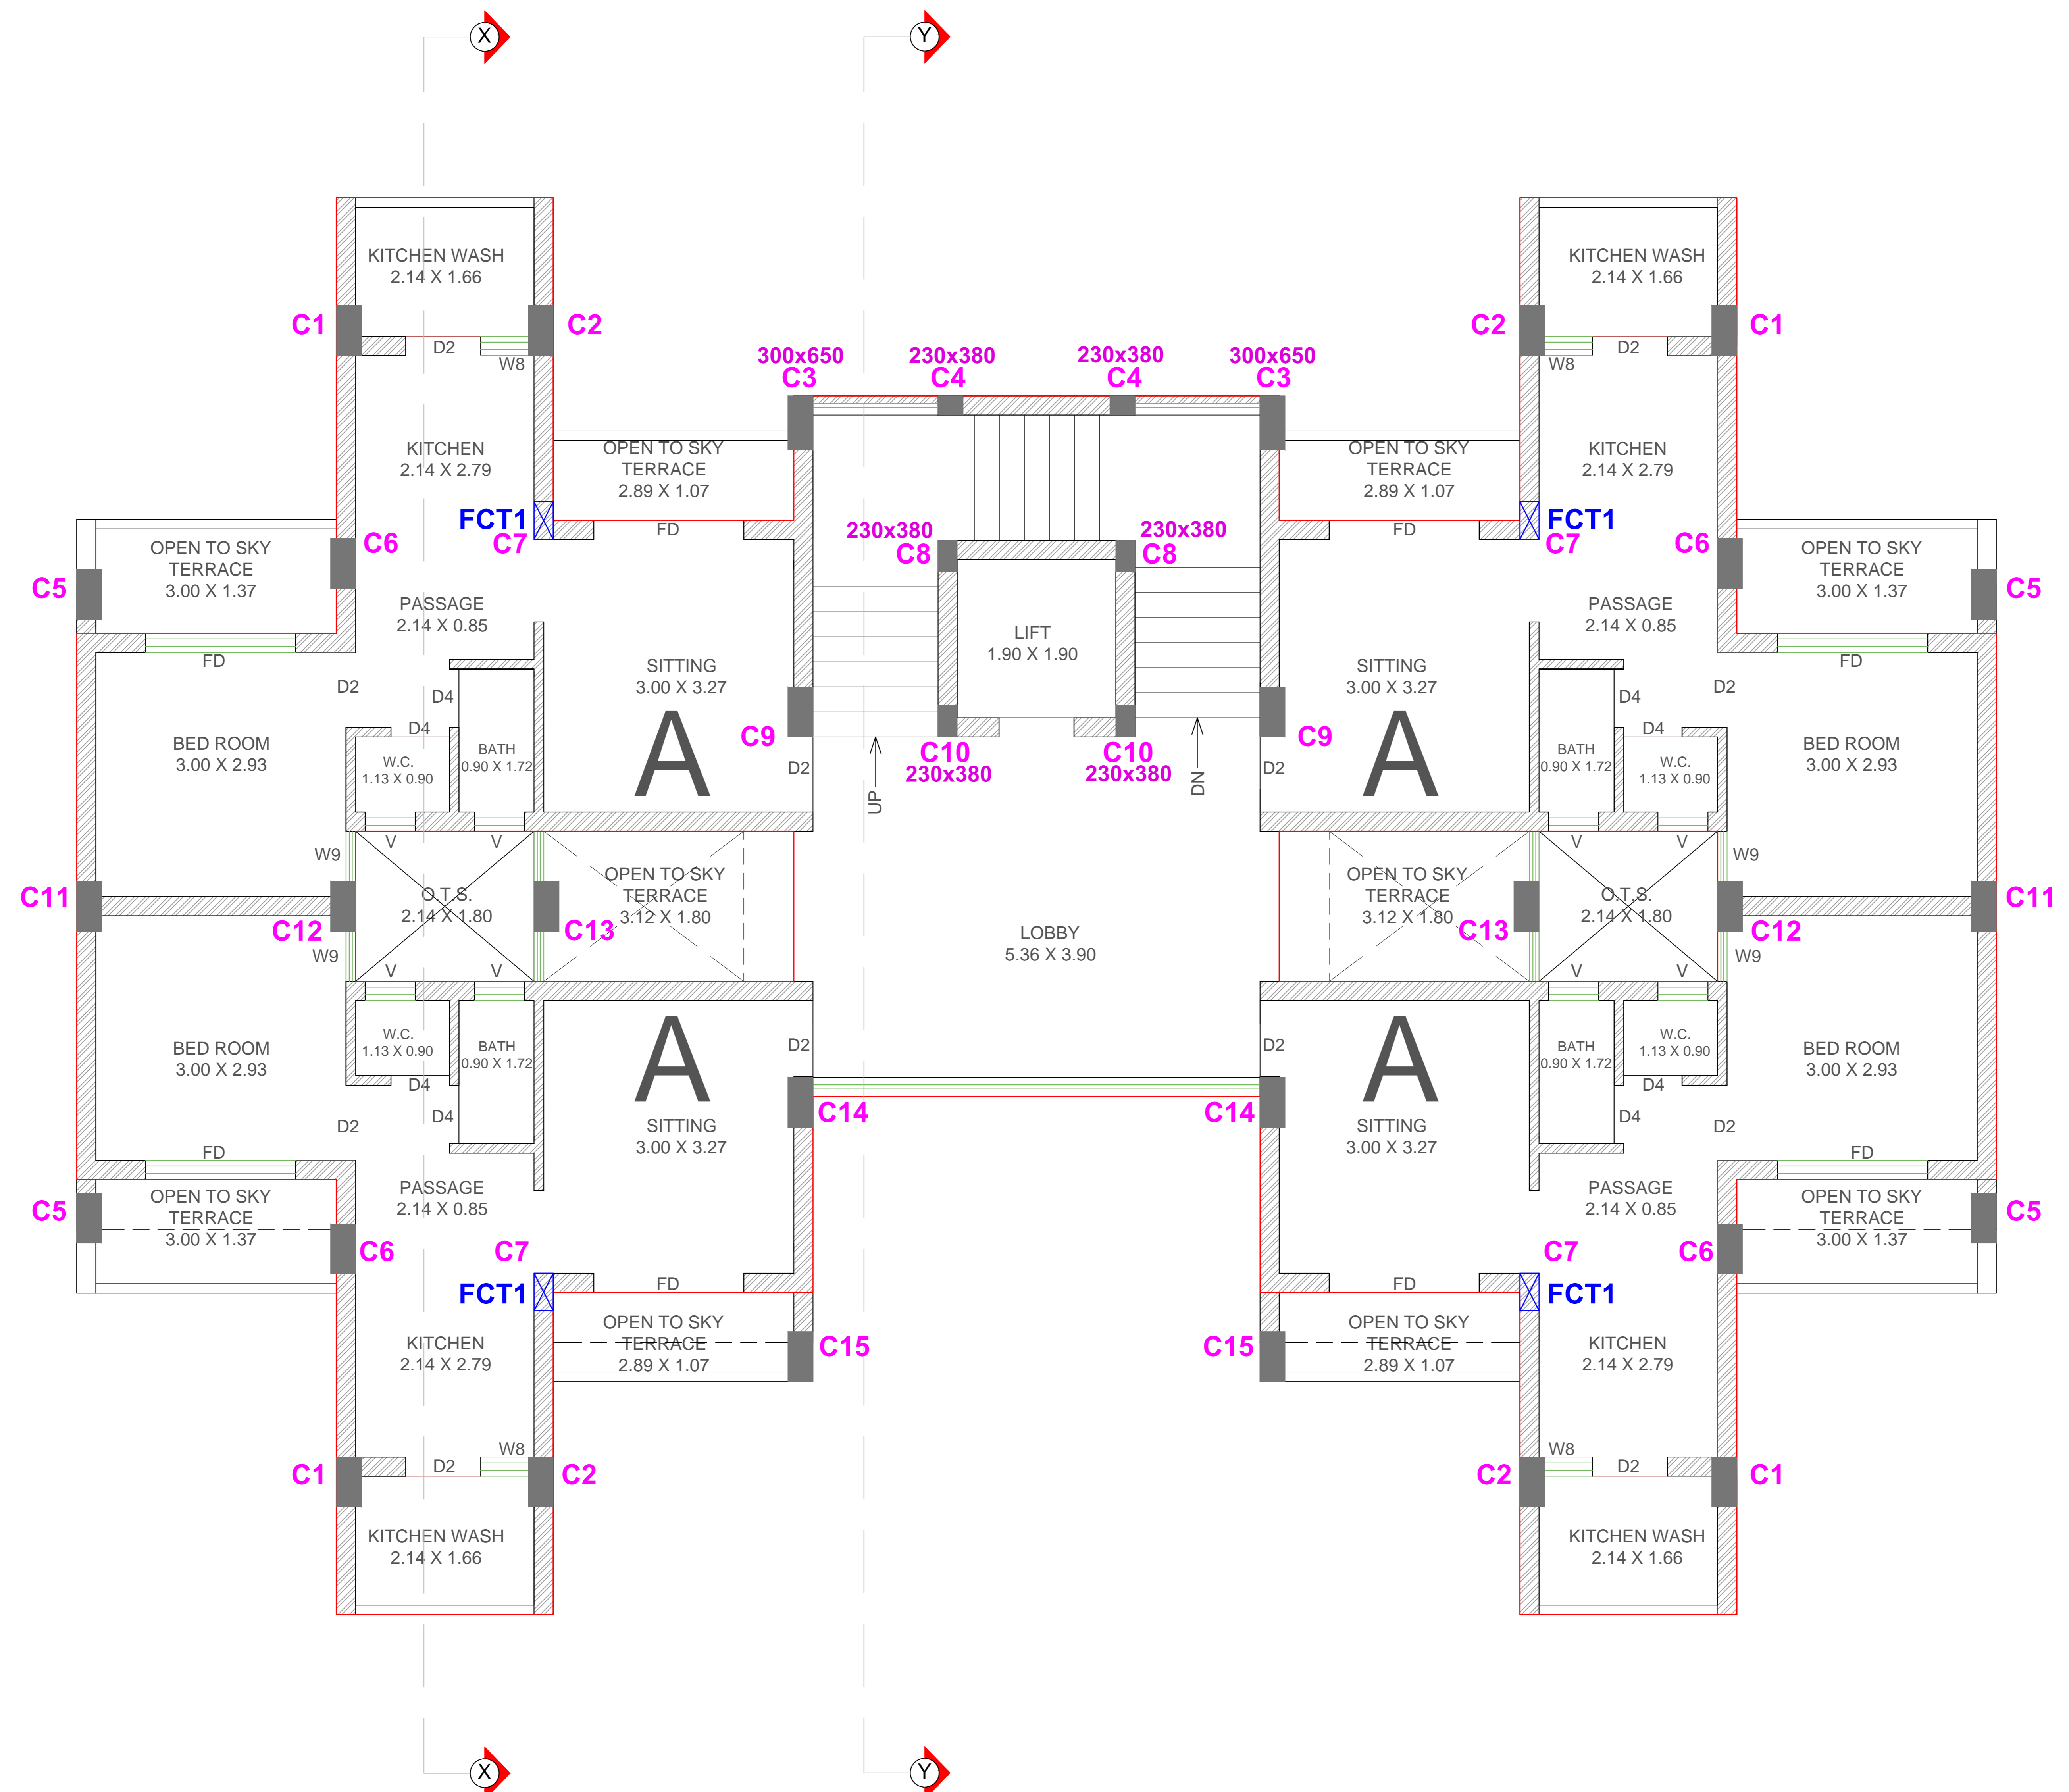 X
Y
KITCHEN WASH
2.14 X 1.66
KITCHEN WASH
2.14 X 1.66
C1
C2
C2
C1
D2
W8
D2
W8
300x650
230x380
230x380
300x650
C3
C4
C4
C3
KITCHEN
2.14 X 2.79
OPEN TO SKY
TERRACE
2.89 X 1.07
OPEN TO SKY
TERRACE
2.89 X 1.07
KITCHEN
2.14 X 2.79
FCT1
C7
FD
230x380
C8
230x380
C8
FD
FCT1
C7
OPEN TO SKY
TERRACE
3.00 X 1.37
C6
C6
OPEN TO SKY
TERRACE
3.00 X 1.37
C5
C5
PASSAGE
2.14 X 0.85
PASSAGE
2.14 X 0.85
LIFT
1.90 X 1.90
FD
FD
SITTING
3.00 X 3.27
SITTING
3.00 X 3.27
D2
D4
D4
D2
D4
D4
A
A
BED ROOM
3.00 X 2.93
W.C.
1.13 X 0.90
BATH
0.90 X 1.72
C9
D2
C10
230x380
C10
230x380
D2
C9
BATH
0.90 X 1.72
W.C.
1.13 X 0.90
BED ROOM
3.00 X 2.93
UP
DN
V
V
V
V
W9
W9
C11
C12
O.T.S.
2.14 X 1.80
C13
OPEN TO SKY
TERRACE
3.12 X 1.80
LOBBY
5.36 X 3.90
OPEN TO SKY
TERRACE
3.12 X 1.80
C13
O.T.S.
2.14 X 1.80
C12
C11
W9
W9
V
V
V
V
BED ROOM
3.00 X 2.93
W.C.
1.13 X 0.90
BATH
0.90 X 1.72
D2
D2
BATH
0.90 X 1.72
W.C.
1.13 X 0.90
BED ROOM
3.00 X 2.93
A
A
D4
D4
D4
D4
D2
D2
C14
C14
SITTING
3.00 X 3.27
SITTING
3.00 X 3.27
FD
FD
OPEN TO SKY
TERRACE
3.00 X 1.37
PASSAGE
2.14 X 0.85
PASSAGE
2.14 X 0.85
OPEN TO SKY
TERRACE
3.00 X 1.37
C5
C5
C6
C7
C7
C6
FCT1
FD
FD
FCT1
KITCHEN
2.14 X 2.79
OPEN TO SKY
TERRACE
2.89 X 1.07
C15
C15
OPEN TO SKY
TERRACE
2.89 X 1.07
KITCHEN
2.14 X 2.79
W8
D2
W8
D2
C1
C2
C2
C1
KITCHEN WASH
2.14 X 1.66
KITCHEN WASH
2.14 X 1.66
X
Y